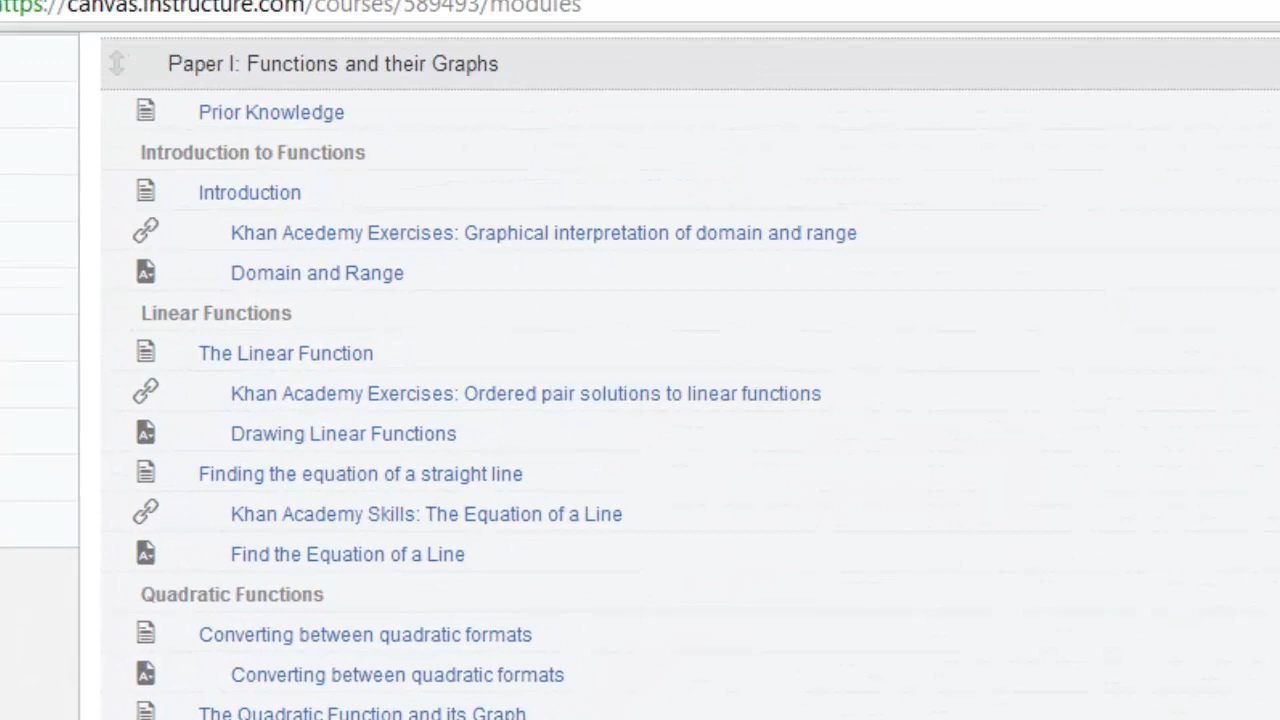 https://canvas.instructure.com/courses/589493/modules
Paper I: Functions and their Graphs
Prior Knowledge
Introduction to Functions
Introduction
Khan Acedemy Exercises: Graphical interpretation of domain and range
Domain and Range
Linear Functions
The Linear Function
Khan Academy Exercises: Ordered pair solutions to linear functions
Drawing Linear Functions
Finding the equation of a straight line
Khan Academy Skills: The Equation of a Line
Find the Equation of a Line
Quadratic Functions
Converting between quadratic formats
Converting between quadratic formats
The Quadratic Function and its Graph